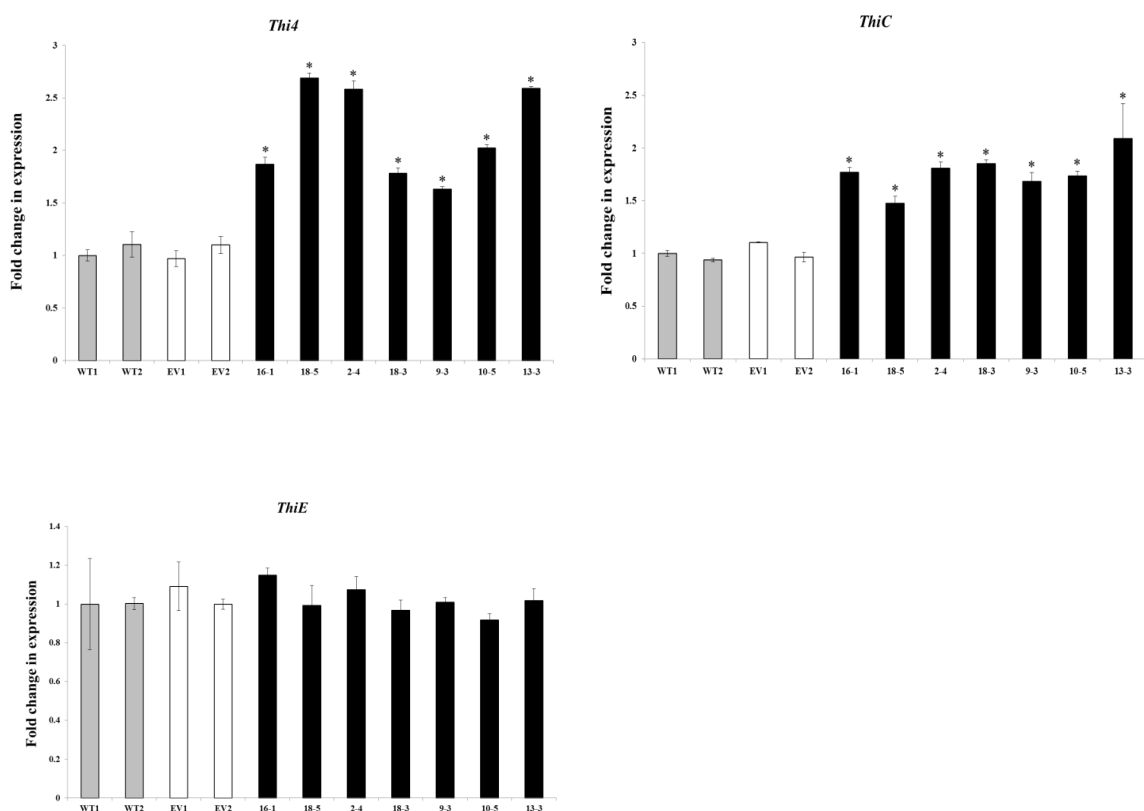 Thi4
Fold change in expression
3
2.5
2
1.5
1
0.5
0
* * * * * * *
WT1 WT2 EV1 EV2 16-1 18-5 2-4 18-3 9-3 10-5 13-3
ThiC
Fold change in expression
3
2.5
2
1.5
1
0.5
0
* * * * * * *
WT1 WT2 EV1 EV2 16-1 18-5 2-4 18-3 9-3 10-5 13-3
ThiE
Fold change in expression
1.4
1.2
1
0.8
0.6
0.4
0.2
0
WT1 WT2 EV1 EV2 16-1 18-5 2-4 18-3 9-3 10-5 13-3